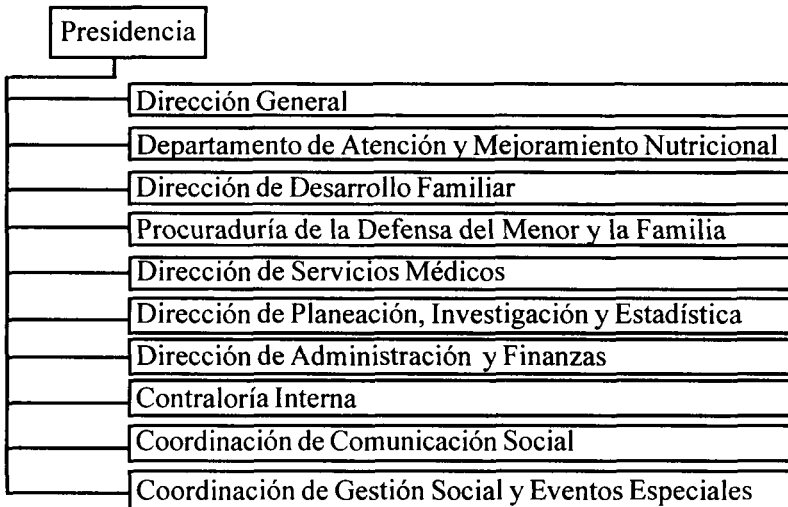 Presidencia
Dirección General
Departamento de Atención y Mejoramiento Nutricional
Dirección de Desarrollo Familiar
Procuraduría de la Defensa del Menor y la Familia
Dirección de Servicios Médicos
Dirección de Planeación, Investigación y Estadística
Dirección de Administración y Finanzas
Contraloría Interna
Coordinación de Comunicación Social
Coordinación de Gestión Social y Eventos Especiales